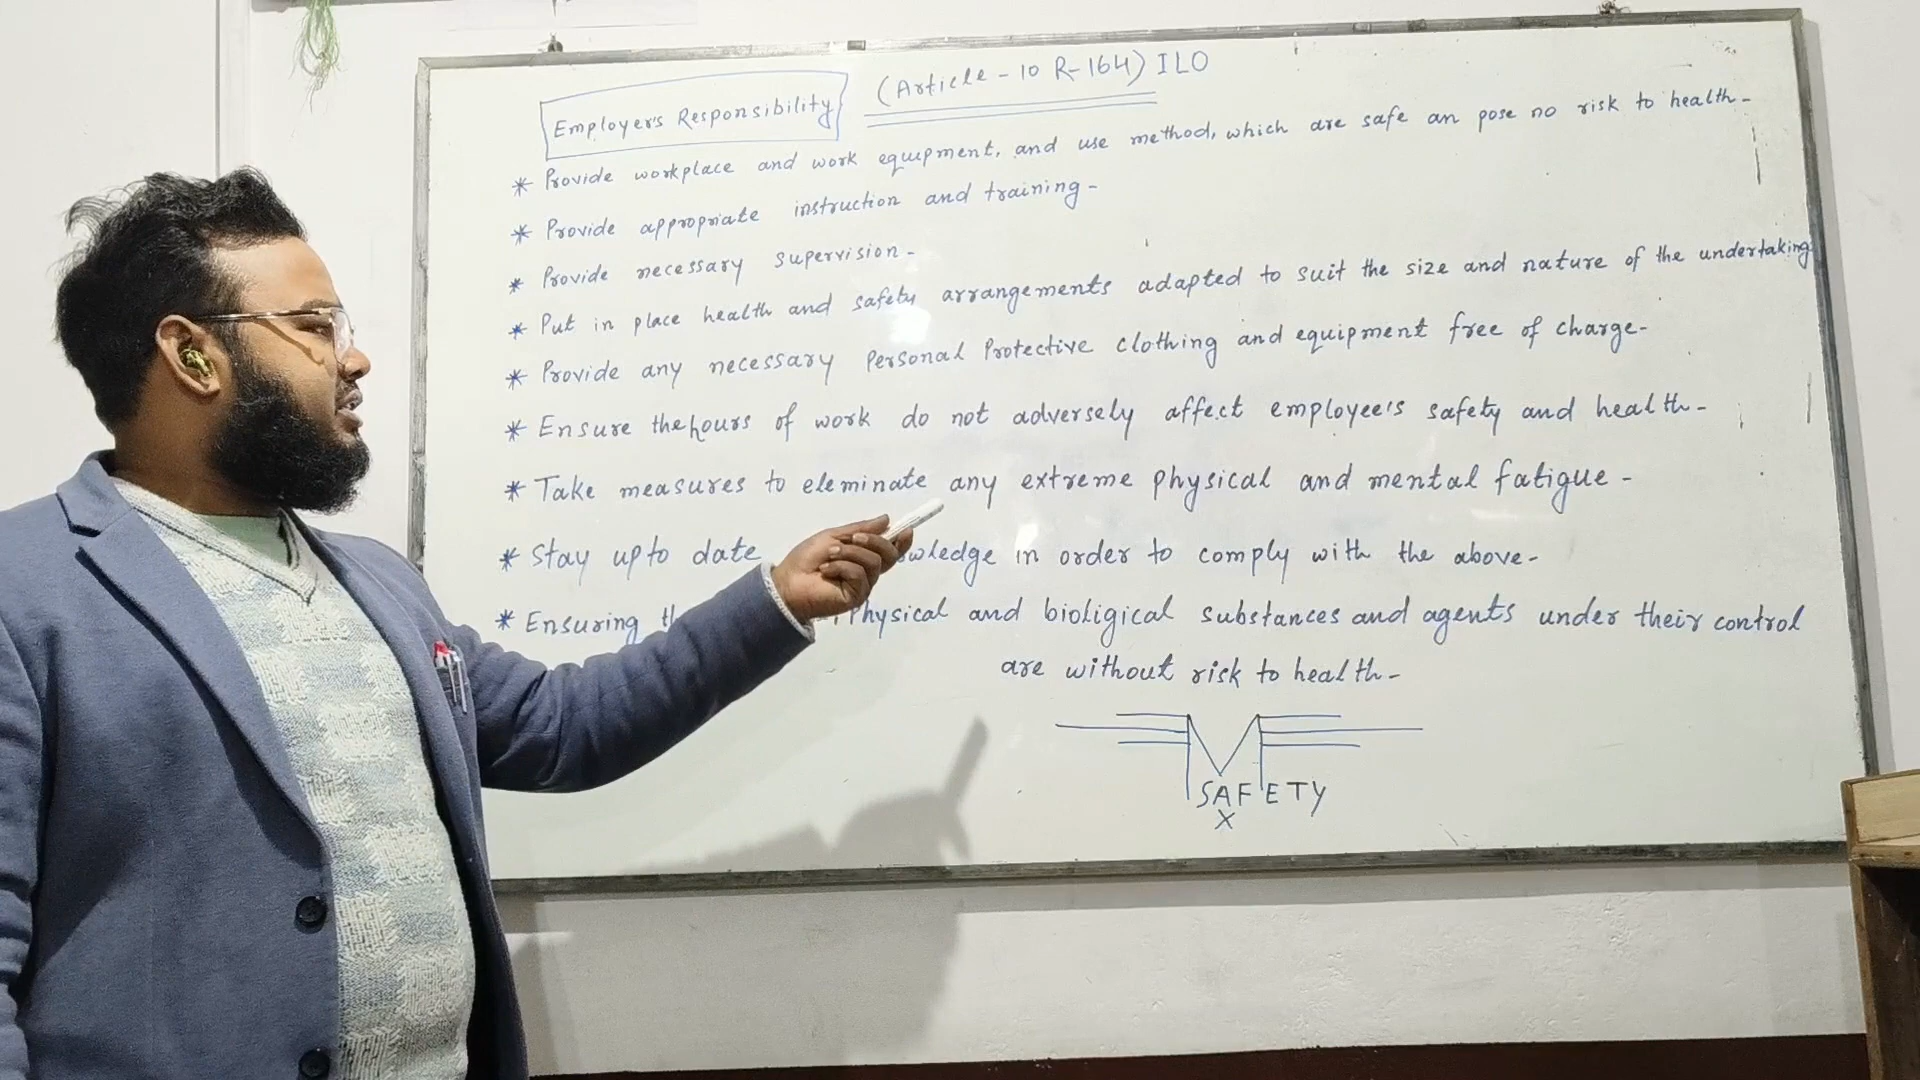 Employer's Responsibility (Article - 10 R-164) ILO
* Provide workplace and work equipment, and use method, which are safe an pose no risk to health-
* Provide appropriate instruction and training-
* Provide necessary supervision-
* Put in place health and safety arrangements adapted to suit the size and nature of the undertaking
* Provide any necessary Personal Protective clothing and equipment free of charge-
* Ensure the hours of work do not adversely affect employee's safety and health-
* Take measures to eleminate any extreme physical and mental fatigue-
* Stay up to date owledge in order to comply with the above-
* Ensuring th Physical and bioligical substances and agents under their control
are without risk to health-
M
SAFETY
X